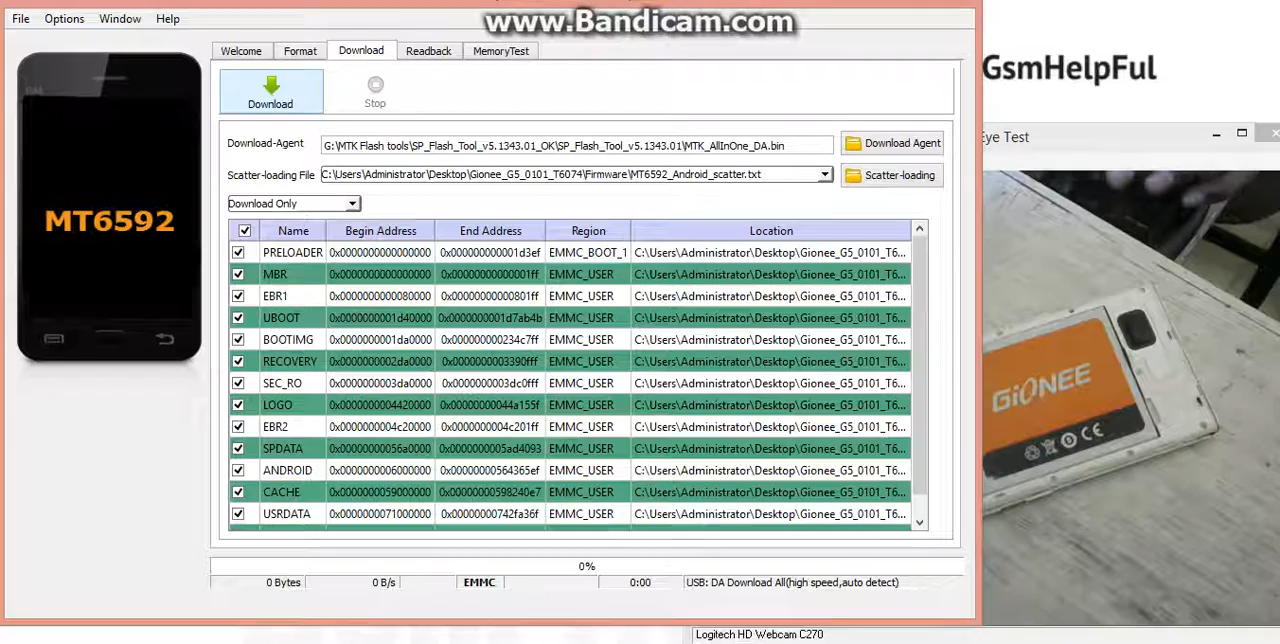 www.Bandicam.com
File Options Window Help
GsmHelpFul
Welcome Format Download Readback MemoryTest
Download Stop
Eye Test
Download-Agent G:\MTK Flash tools\SP_Flash_Tool_v5.1343.01_OK\SP_Flash_Tool_v5.1343.01\MTK_AllInOne_DA.bin Download Agent
Scatter-loading File C:\Users\Administrator\Desktop\Gionee_G5_0101_T6074\Firmware\MT6592_Android_scatter.txt Scatter-loading
Download Only
MT6592
Name Begin Address End Address Region Location
PRELOADER 0x0000000000000000 0x000000000001d3ef EMMC_BOOT_1 C:\Users\Administrator\Desktop\Gionee_G5_0101_T6...
MBR 0x0000000000000000 0x00000000000001ff EMMC_USER C:\Users\Administrator\Desktop\Gionee_G5_0101_T6...
EBR1 0x0000000000080000 0x00000000000801ff EMMC_USER C:\Users\Administrator\Desktop\Gionee_G5_0101_T6...
UBOOT 0x0000000001d40000 0x0000000001d7ab4b EMMC_USER C:\Users\Administrator\Desktop\Gionee_G5_0101_T6...
BOOTIMG 0x0000000001da0000 0x000000000234c7ff EMMC_USER C:\Users\Administrator\Desktop\Gionee_G5_0101_T6...
RECOVERY 0x0000000002da0000 0x0000000003390fff EMMC_USER C:\Users\Administrator\Desktop\Gionee_G5_0101_T6...
SEC_RO 0x0000000003da0000 0x0000000003dc0fff EMMC_USER C:\Users\Administrator\Desktop\Gionee_G5_0101_T6...
LOGO 0x0000000004420000 0x00000000044a155f EMMC_USER C:\Users\Administrator\Desktop\Gionee_G5_0101_T6...
EBR2 0x0000000004c20000 0x0000000004c201ff EMMC_USER C:\Users\Administrator\Desktop\Gionee_G5_0101_T6...
SPDATA 0x00000000056a0000 0x0000000005ad4093 EMMC_USER C:\Users\Administrator\Desktop\Gionee_G5_0101_T6...
ANDROID 0x0000000006000000 0x00000000564365ef EMMC_USER C:\Users\Administrator\Desktop\Gionee_G5_0101_T6...
CACHE 0x0000000059000000 0x00000000598240e7 EMMC_USER C:\Users\Administrator\Desktop\Gionee_G5_0101_T6...
USRDATA 0x0000000071000000 0x00000000742fa36f EMMC_USER C:\Users\Administrator\Desktop\Gionee_G5_0101_T6...
GIONEE
0%
0 Bytes 0 B/s EMMC 0:00 USB: DA Download All(high speed,auto detect)
Logitech HD Webcam C270